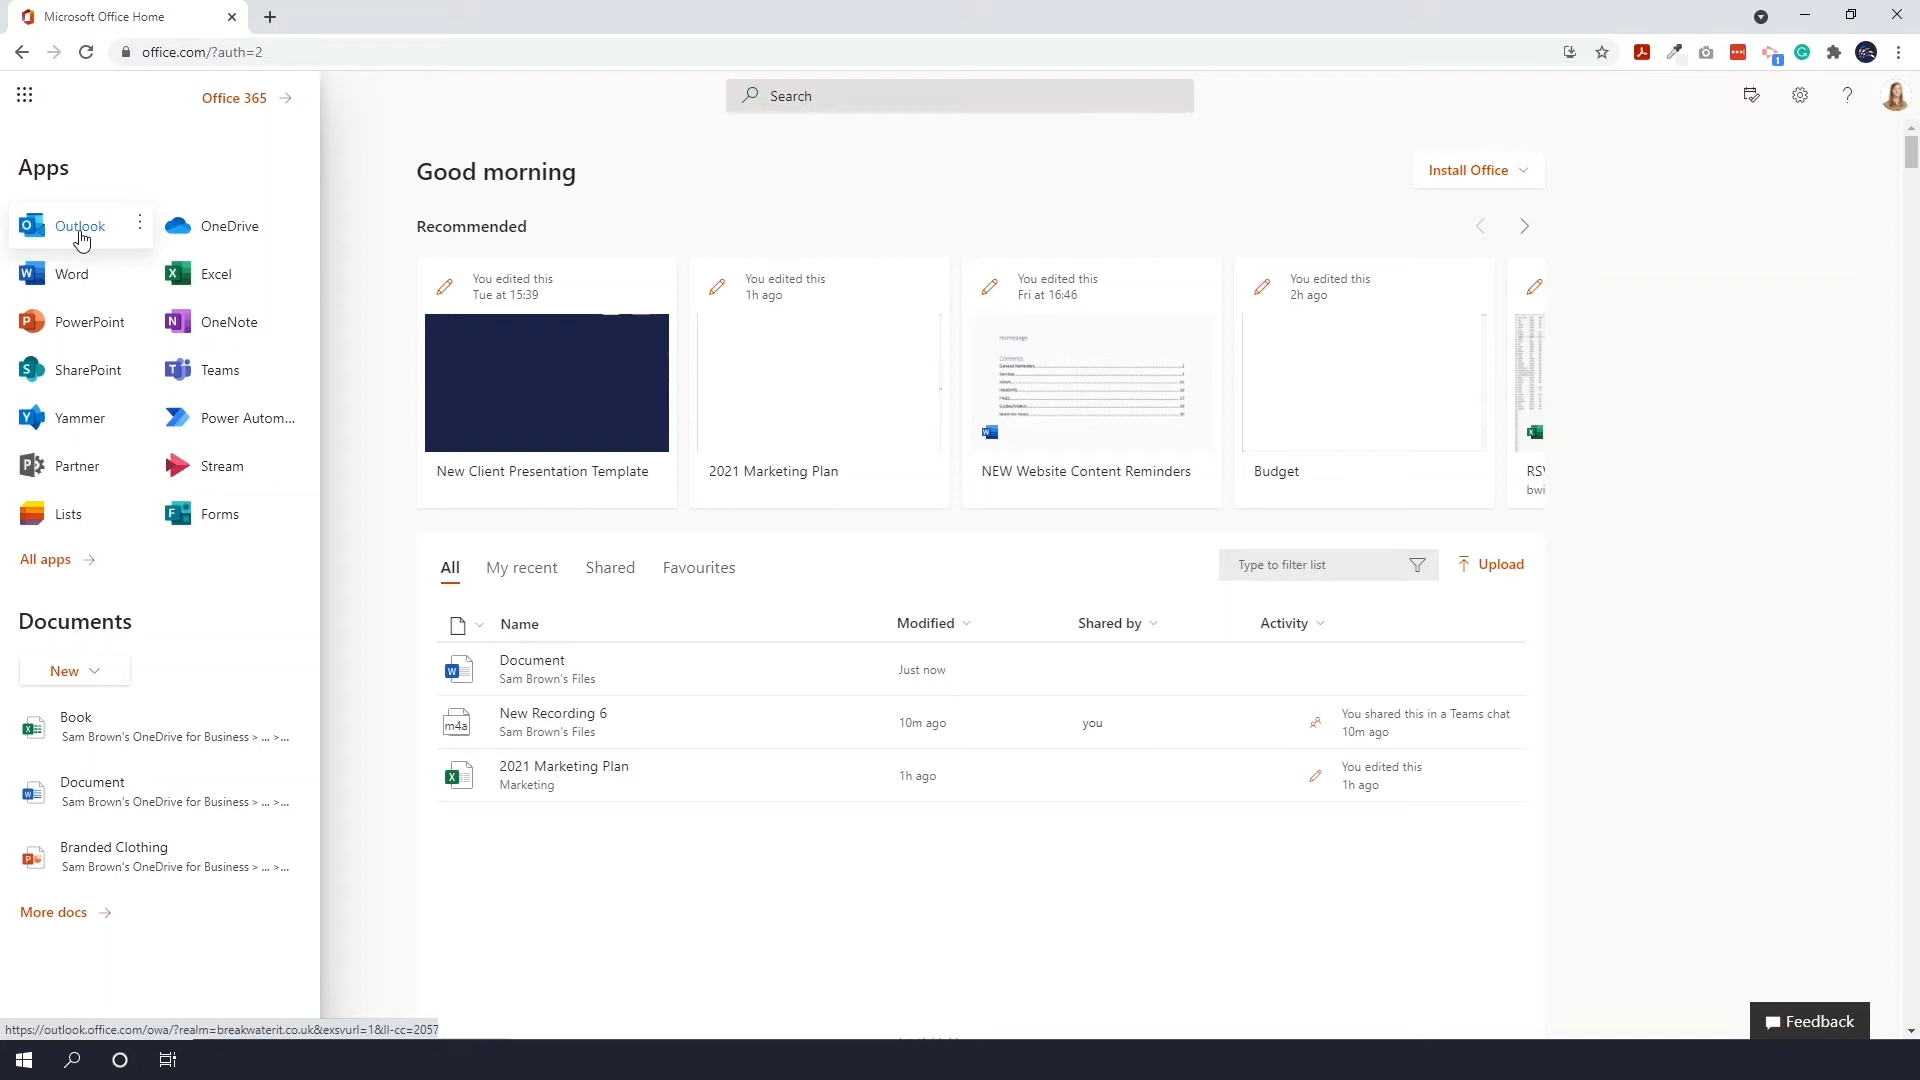 Microsoft Office Home
office.com/?auth=2
1
Office 365
Search
Apps
Outlook
OneDrive
Word
Excel
PowerPoint
OneNote
SharePoint
Teams
Yammer
Power Autom...
Partner
Stream
Lists
Forms
All apps
Documents
New
Book
Sam Brown's OneDrive for Business > ... >...
Document
Sam Brown's OneDrive for Business > ... >...
Branded Clothing
Sam Brown's OneDrive for Business > ... >...
More docs
Good morning
Install Office
Recommended
You edited this
Tue at 15:39
New Client Presentation Template
You edited this
1h ago
2021 Marketing Plan
You edited this
Fri at 16:46
Homepage
Contents
General Reminders
NEW Website Content Reminders
You edited this
2h ago
Budget
RSV
bwi
All
My recent
Shared
Favourites
Type to filter list
Upload
Name
Modified
Shared by
Activity
Document
Sam Brown's Files
Just now
m4a
New Recording 6
Sam Brown's Files
10m ago
you
You shared this in a Teams chat
10m ago
2021 Marketing Plan
Marketing
1h ago
You edited this
1h ago
Feedback
https://outlook.office.com/owa/?realm=breakwaterit.co.uk&exsvurl=1&ll-cc=2057